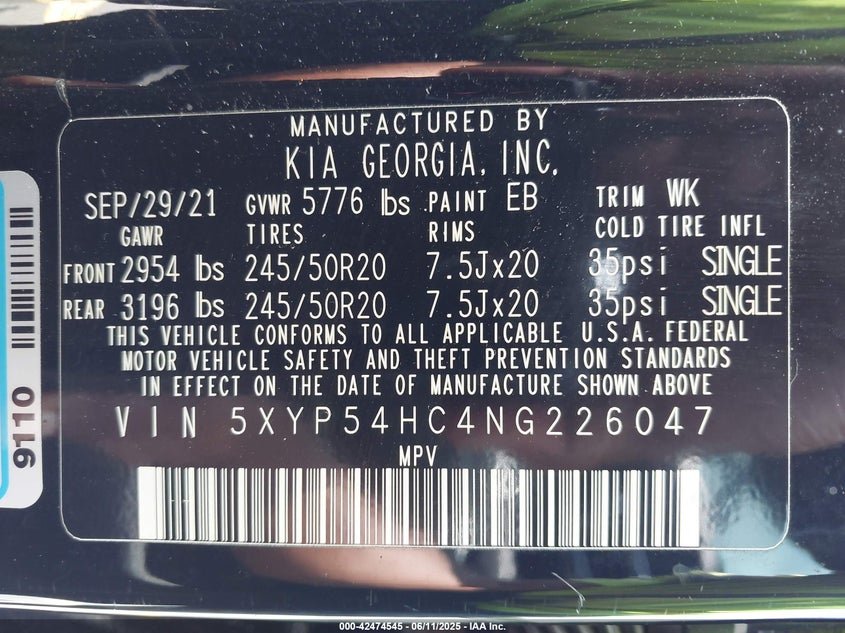 MANUFACTURED BY
KIA GEORGIA, INC.
SEP/29/21 GVWR 5776 lbs PAINT EB TRIM WK
GAWR TIRES RIMS COLD TIRE INFL
FRONT 2954 lbs 245/50R20 7.5Jx20 35psi SINGLE
REAR 3196 lbs 245/50R20 7.5Jx20 35psi SINGLE
THIS VEHICLE CONFORMS TO ALL APPLICABLE U.S.A. FEDERAL
MOTOR VEHICLE SAFETY AND THEFT PREVENTION STANDARDS
IN EFFECT ON THE DATE OF MANUFACTURE SHOWN ABOVE
VIN 5XYP54HC4NG226047
MPV
9110
000-42474545 - 06/11/2025 - IAA Inc.